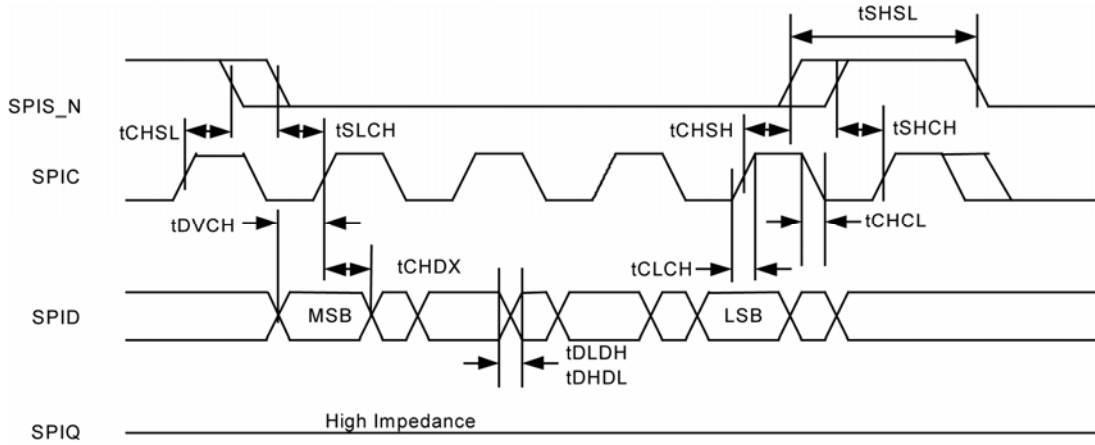 tSHSL
SPIS_N
tCHSL
tSLCH
tCHSH
tSHCH
SPIC
tDVCH
tCHCL
tCHDX
tCLCH
SPID
MSB
LSB
tDLDH
tDHDL
SPIQ
High Impedance